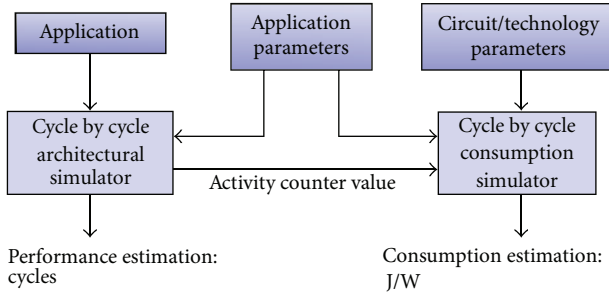 Application
Application
parameters
Circuit/technology
parameters
Cycle by cycle
architectural
simulator
Activity counter value
Cycle by cycle
consumption
simulator
Performance estimation:
cycles
Consumption estimation:
J/W